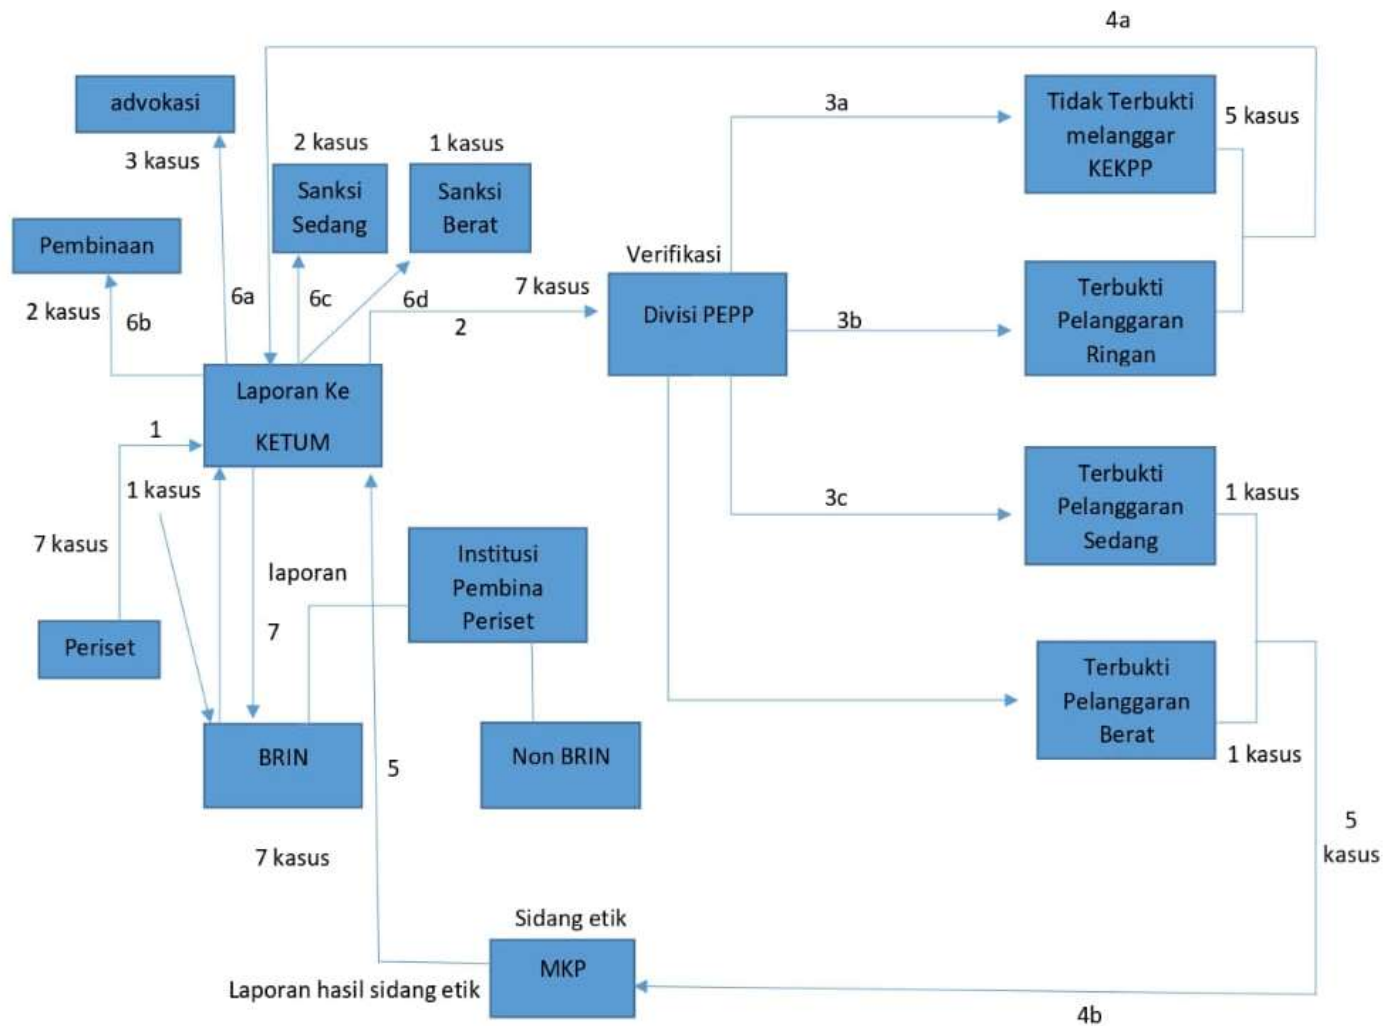 4a
advokasi
3 kasus
2 kasus
Sanksi
Sedang
1 kasus
Sanksi
Berat
3a
Tidak Terbukti
melanggar
KEKPP
5 kasus
Pembinaan
2 kasus
6b
6a
6c
6d
2
7 kasus
Verifikasi
Divisi PEPP
3b
Terbukti
Pelanggaran
Ringan
Laporan Ke
KETUM
1
1 kasus
7 kasus
Periset
laporan
7
Institusi
Pembina
Periset
3c
Terbukti
Pelanggaran
Sedang
1 kasus
Terbukti
Pelanggaran
Berat
1 kasus
BRIN
Non BRIN
5
7 kasus
5
kasus
Sidang etik
MKP
Laporan hasil sidang etik
4b